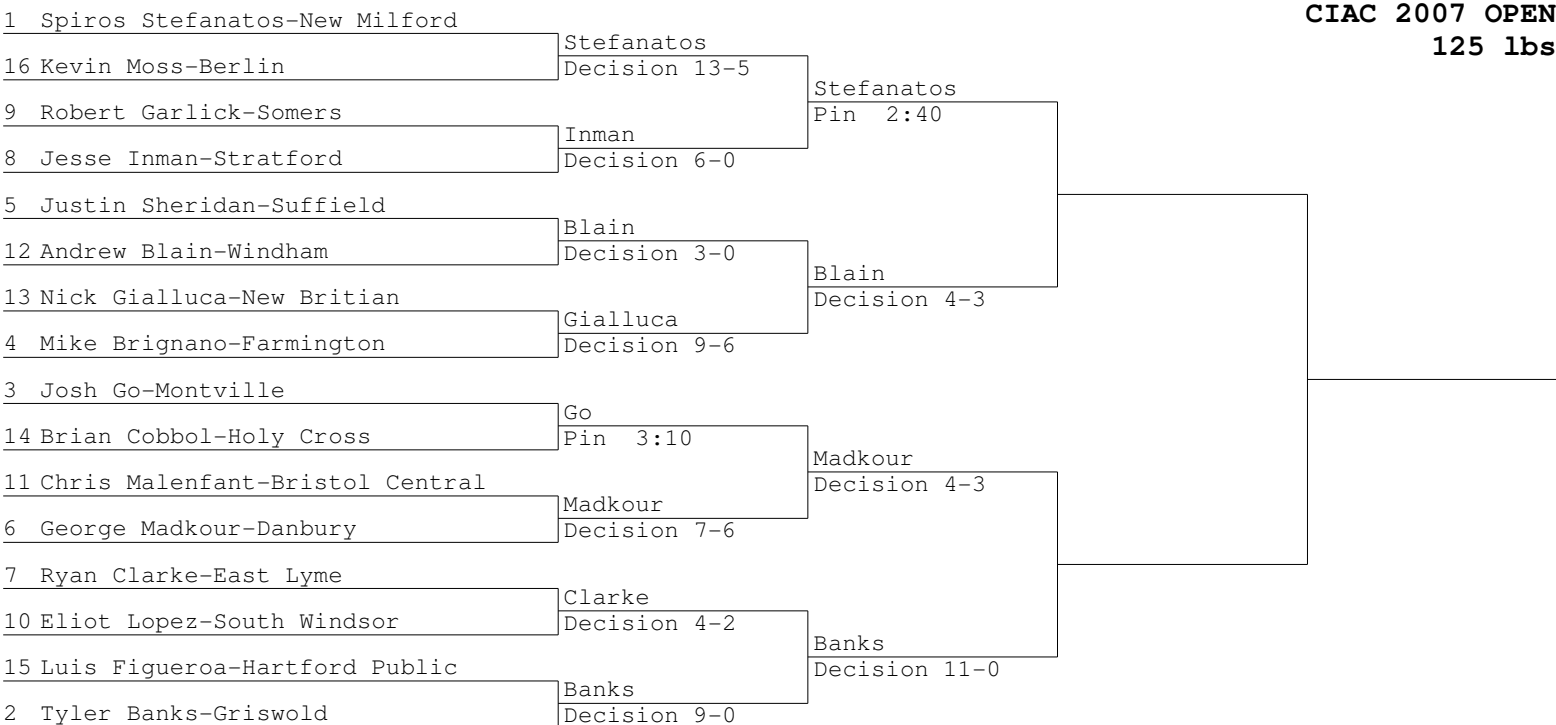 CIAC 2007 OPEN
125 lbs
1 Spiros Stefanatos-New Milford
Stefanatos
16 Kevin Moss-Berlin
Decision 13-5
Stefanatos
9 Robert Garlick-Somers
Pin 2:40
Inman
8 Jesse Inman-Stratford
Decision 6-0
5 Justin Sheridan-Suffield
Blain
12 Andrew Blain-Windham
Decision 3-0
Blain
13 Nick Gialluca-New Britian
Decision 4-3
Gialluca
4 Mike Brignano-Farmington
Decision 9-6
3 Josh Go-Montville
Go
14 Brian Cobbol-Holy Cross
Pin 3:10
Madkour
11 Chris Malenfant-Bristol Central
Decision 4-3
Madkour
6 George Madkour-Danbury
Decision 7-6
7 Ryan Clarke-East Lyme
Clarke
10 Eliot Lopez-South Windsor
Decision 4-2
Banks
15 Luis Figueroa-Hartford Public
Decision 11-0
Banks
2 Tyler Banks-Griswold
Decision 9-0